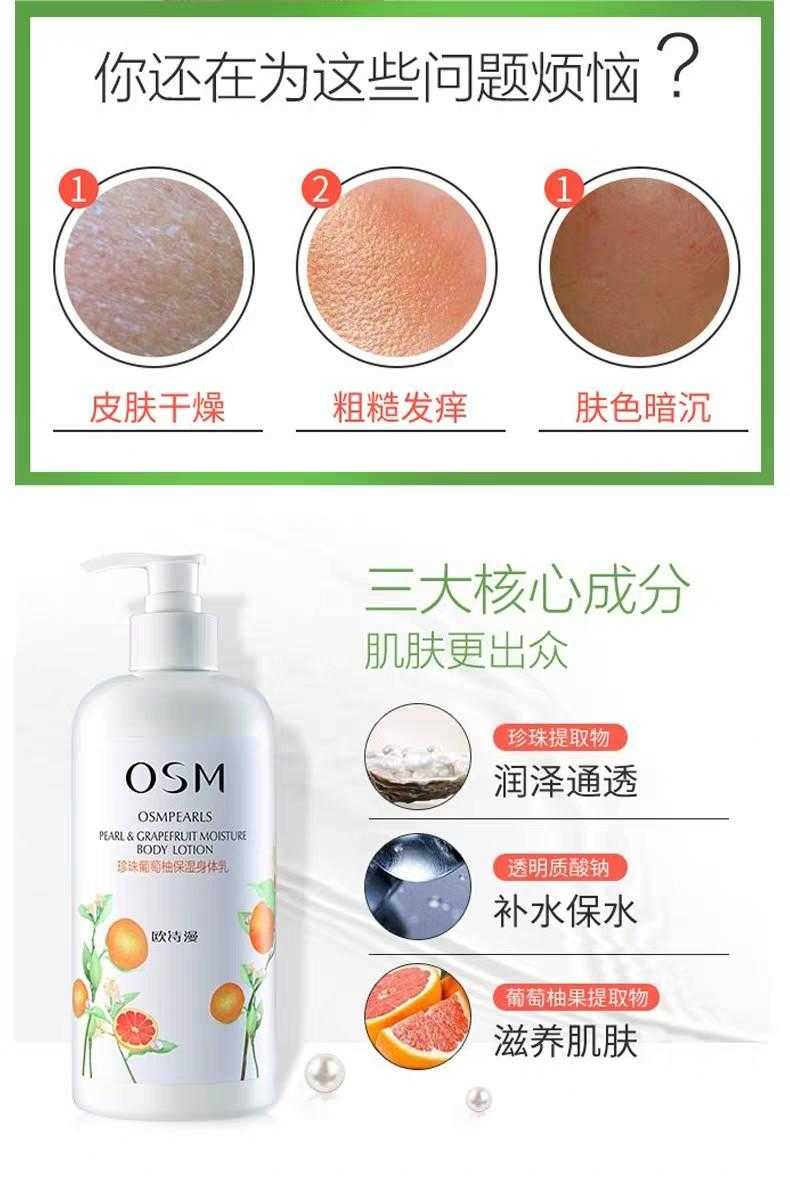 你还在为这些问题烦恼？
1
2
1
皮肤干燥
粗糙发痒
肤色暗沉
三大核心成分
肌肤更出众
珍珠提取物
润泽通透
透明质酸钠
补水保水
葡萄柚果提取物
滋养肌肤
OSM
OSMPEARLS
PEARL & GRAPEFRUIT MOISTURE
BODY LOTION
珍珠葡萄柚保湿身体乳
欧诗漫